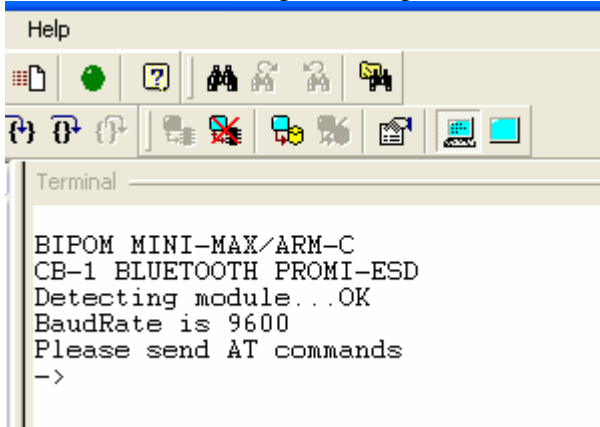 Help
Terminal
BIPOM MINI-MAX/ARM-C
CB-1 BLUETOOTH PROMI-ESD
Detecting module...OK
BaudRate is 9600
Please send AT commands
->